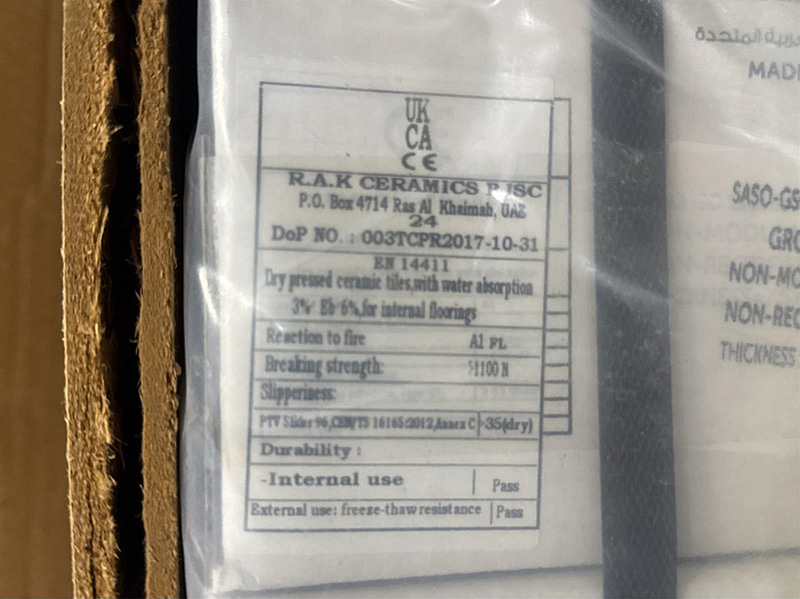 UK
CA
CE
R.A.K CERAMICS PJSC
P.O. Box 4714 Ras Al Khaimah, UAE
24
DoP NO. : 003TCPR2017-10-31
EN 14411
Dry pressed ceramic tiles,with water absorption
3% Eb 6%,for internal floorings
Reaction to fire A1 FL
Breaking strength: >1100 N
Slipperiness:
PTV Slider 96,CEN/TS 16165:2012,Annex C >35(dry)
Durability :
-Internal use Pass
External use: freeze-thaw resistance Pass
المتحدة
MADE
SASO-GS
GRO
NON-MO
NON-REC
THICKNESS